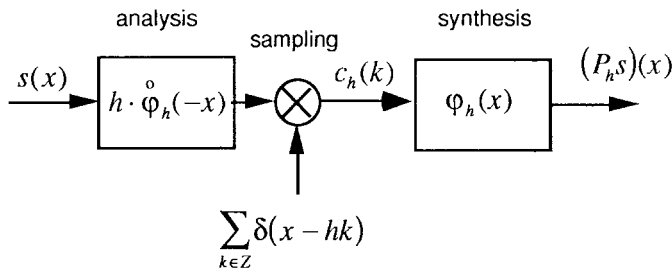 analysis
sampling
synthesis
s(x)
h · φ̊_h(−x)
c_h(k)
φ_h(x)
(P_h s)(x)
∑_{k∈Z} δ(x − hk)